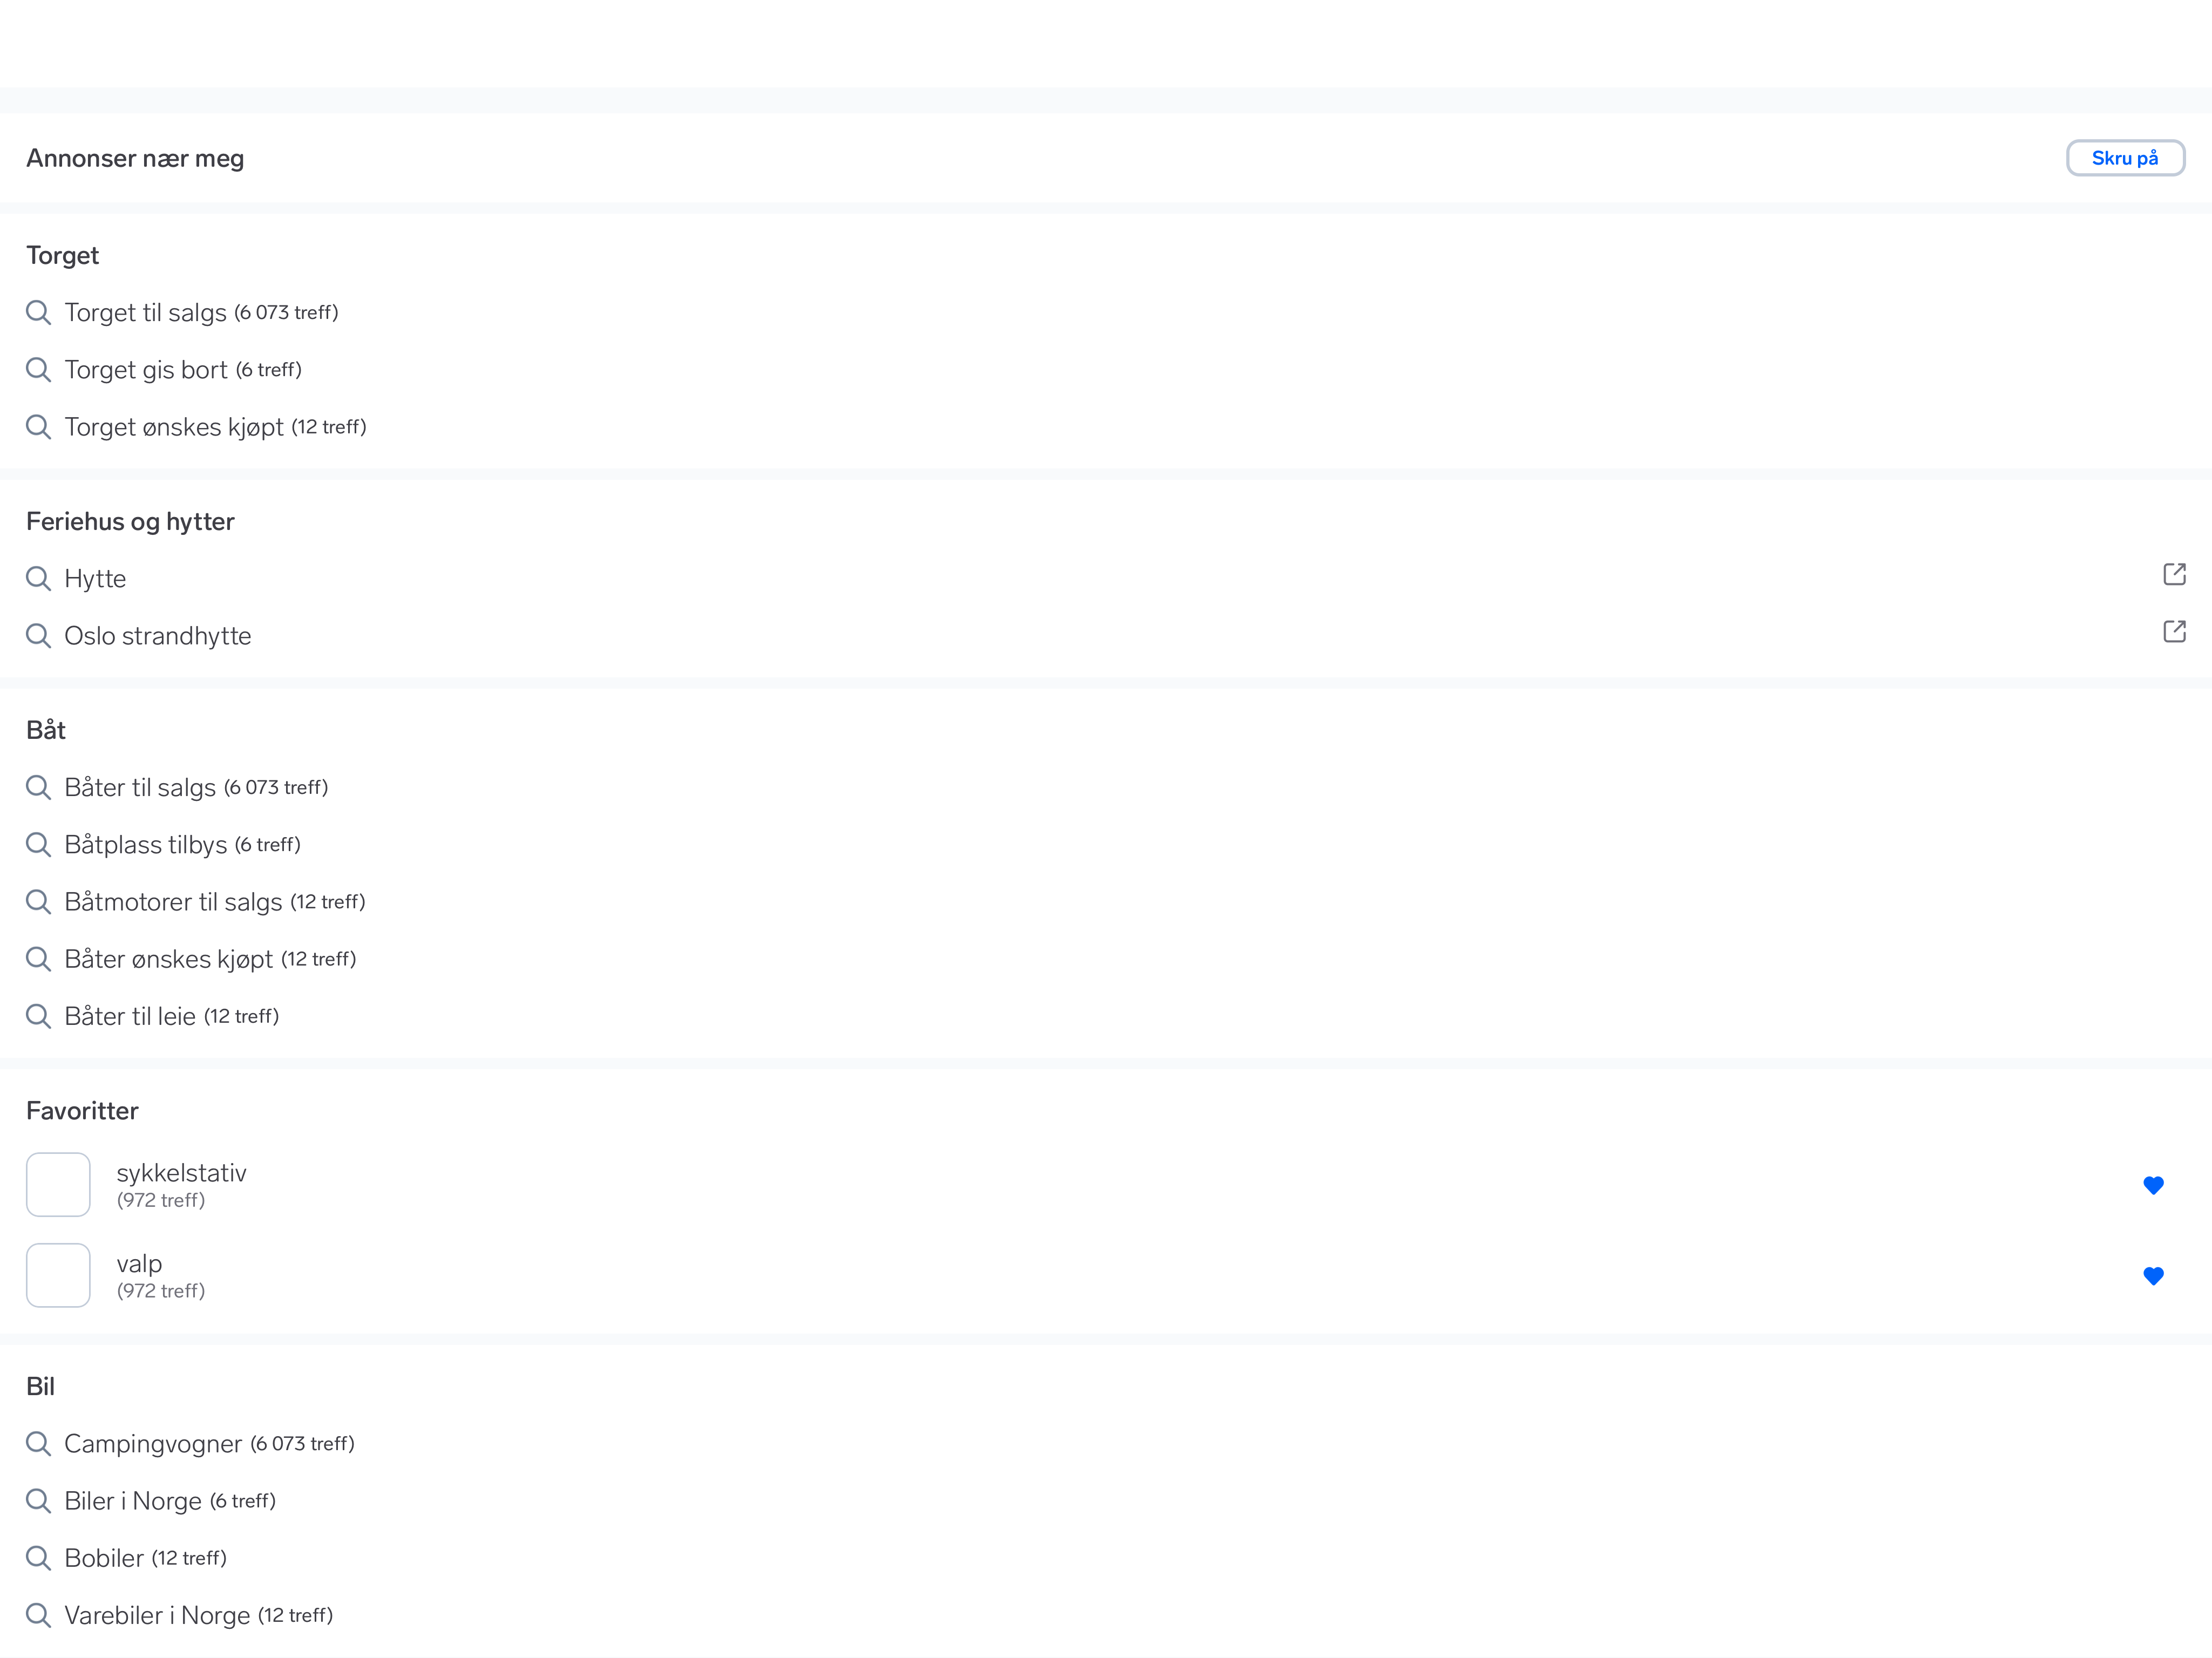 Annonser nær meg
Skru på
Torget
Torget til salgs (6 073 treff)
Torget gis bort (6 treff)
Torget ønskes kjøpt (12 treff)
Feriehus og hytter
Hytte
Oslo strandhytte
Båt
Båter til salgs (6 073 treff)
Båtplass tilbys (6 treff)
Båtmotorer til salgs (12 treff)
Båter ønskes kjøpt (12 treff)
Båter til leie (12 treff)
Favoritter
sykkelstativ
(972 treff)
valp
(972 treff)
Bil
Campingvogner (6 073 treff)
Biler i Norge (6 treff)
Bobiler (12 treff)
Varebiler i Norge (12 treff)